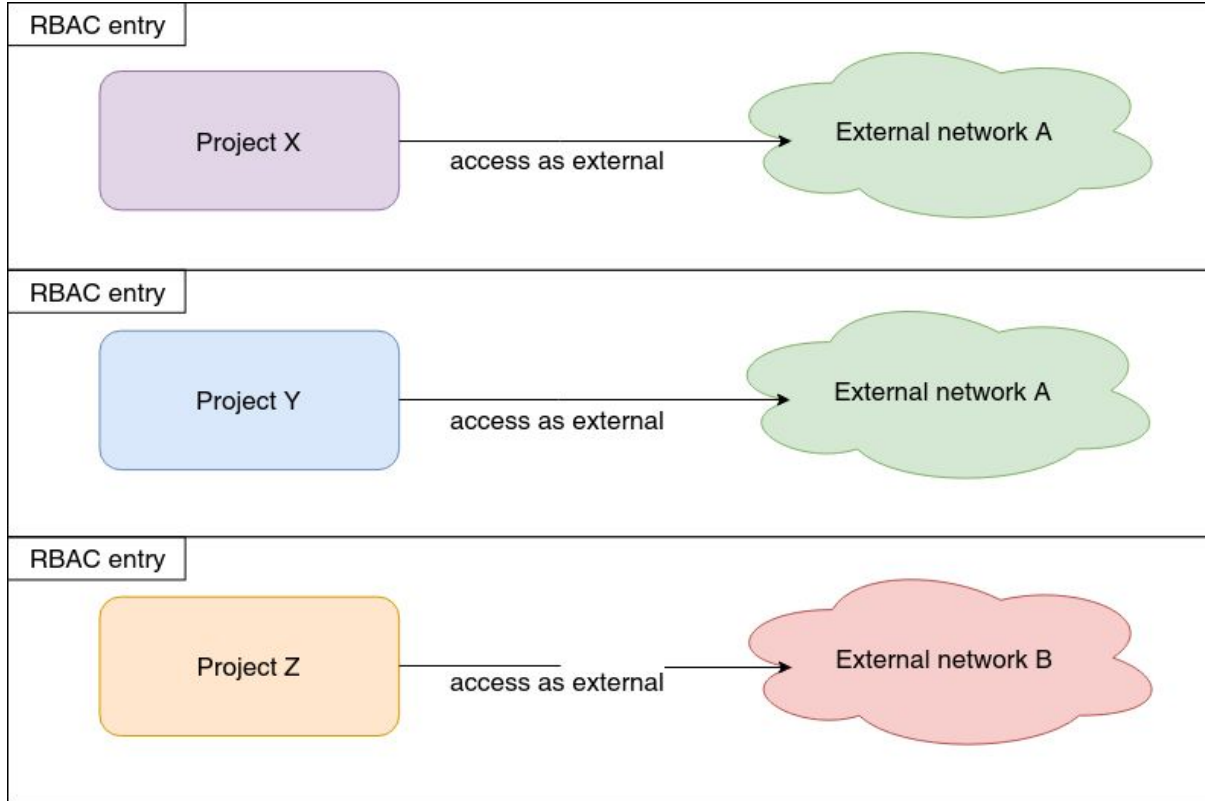 RBAC entry
Project X
access as external
External network A
RBAC entry
Project Y
access as external
External network A
RBAC entry
Project Z
access as external
External network B